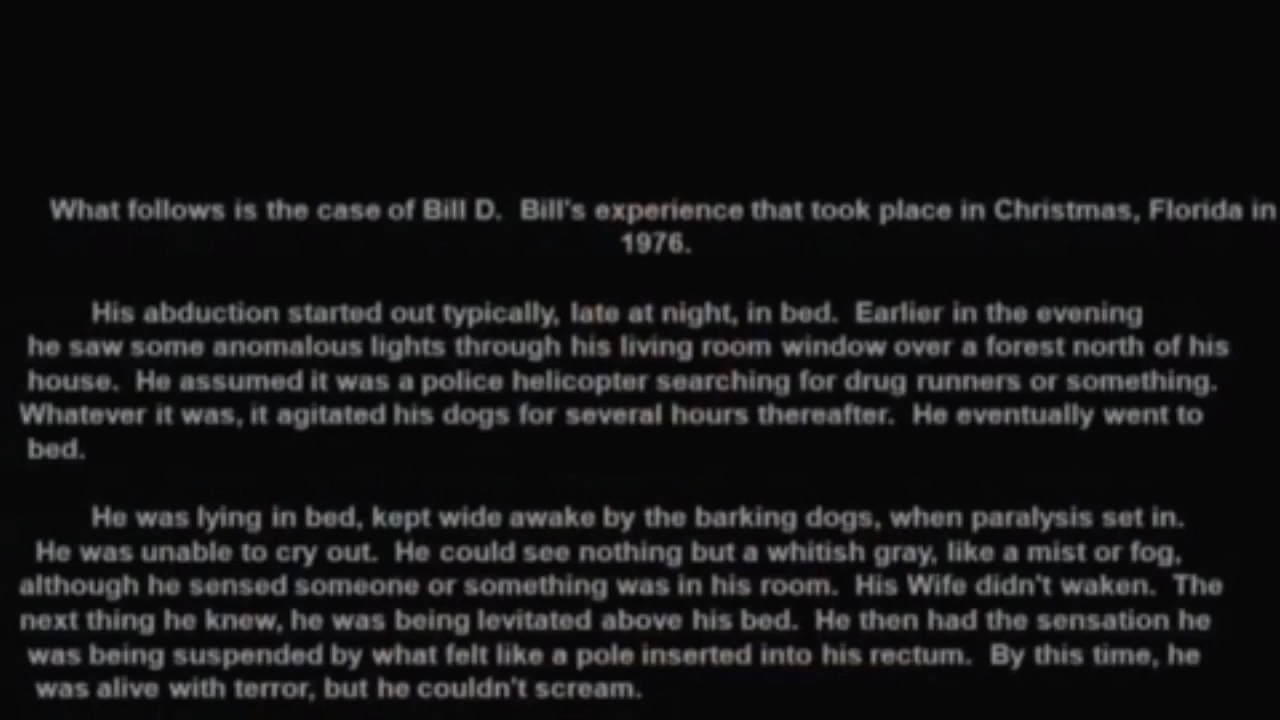 What follows is the case of Bill D.  Bill's experience that took place in Christmas, Florida in
1976.
His abduction started out typically, late at night, in bed.  Earlier in the evening
he saw some anomalous lights through his living room window over a forest north of his
house.  He assumed it was a police helicopter searching for drug runners or something.
Whatever it was, it agitated his dogs for several hours thereafter.  He eventually went to
bed.
He was lying in bed, kept wide awake by the barking dogs, when paralysis set in.
He was unable to cry out.  He could see nothing but a whitish gray, like a mist or fog,
although he sensed someone or something was in his room.  His Wife didn't waken.  The
next thing he knew, he was being levitated above his bed.  He then had the sensation he
was being suspended by what felt like a pole inserted into his rectum.  By this time, he
was alive with terror, but he couldn't scream.